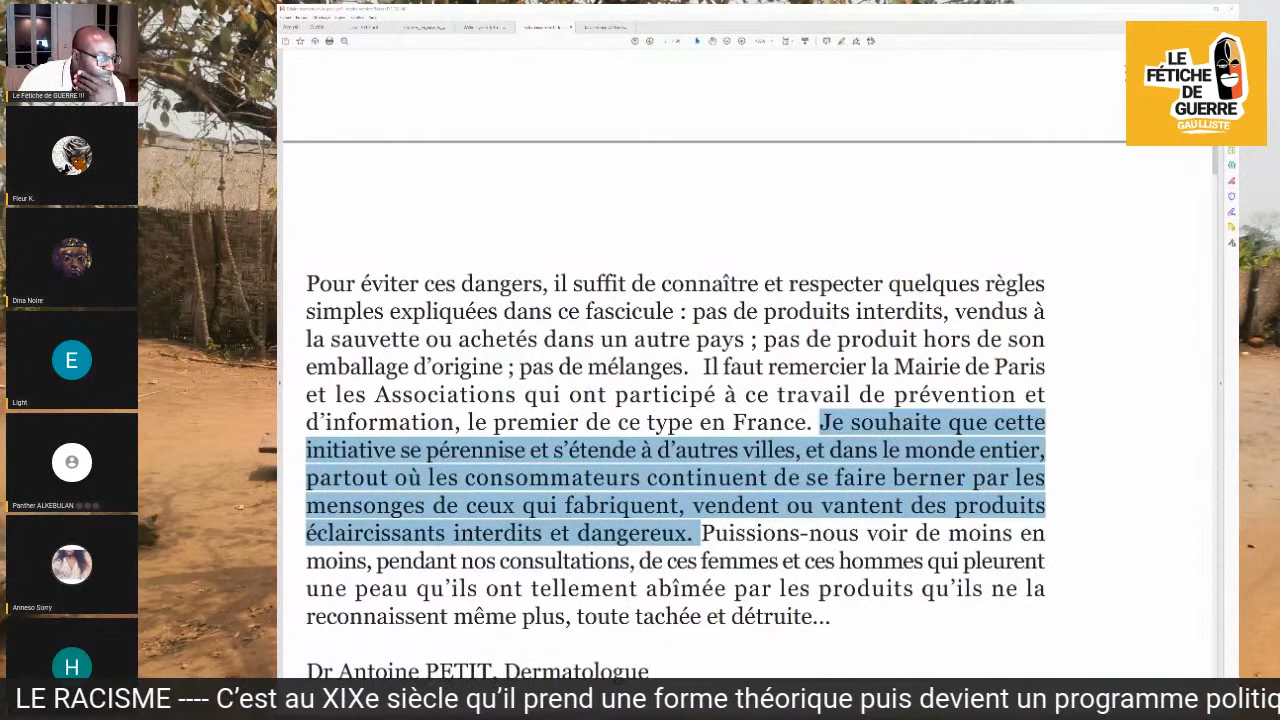 Le Fétiche de GUERRE !!!
Fleur K.
Dina Noire
E
Light
Panther ALKEBULAN
Anneso Sorry
H
LE
FÉTICHE
DE
GUERRE
GAULLISTE
Pour éviter ces dangers, il suffit de connaître et respecter quelques règles
simples expliquées dans ce fascicule : pas de produits interdits, vendus à
la sauvette ou achetés dans un autre pays ; pas de produit hors de son
emballage d’origine ; pas de mélanges. Il faut remercier la Mairie de Paris
et les Associations qui ont participé à ce travail de prévention et
d’information, le premier de ce type en France. Je souhaite que cette
initiative se pérennise et s’étende à d’autres villes, et dans le monde entier,
partout où les consommateurs continuent de se faire berner par les
mensonges de ceux qui fabriquent, vendent ou vantent des produits
éclaircissants interdits et dangereux. Puissions-nous voir de moins en
moins, pendant nos consultations, de ces femmes et ces hommes qui pleurent
une peau qu’ils ont tellement abîmée par les produits qu’ils ne la
reconnaissent même plus, toute tachée et détruite...
Dr Antoine PETIT, Dermatologue
LE RACISME ---- C’est au XIXe siècle qu’il prend une forme théorique puis devient un programme politiq